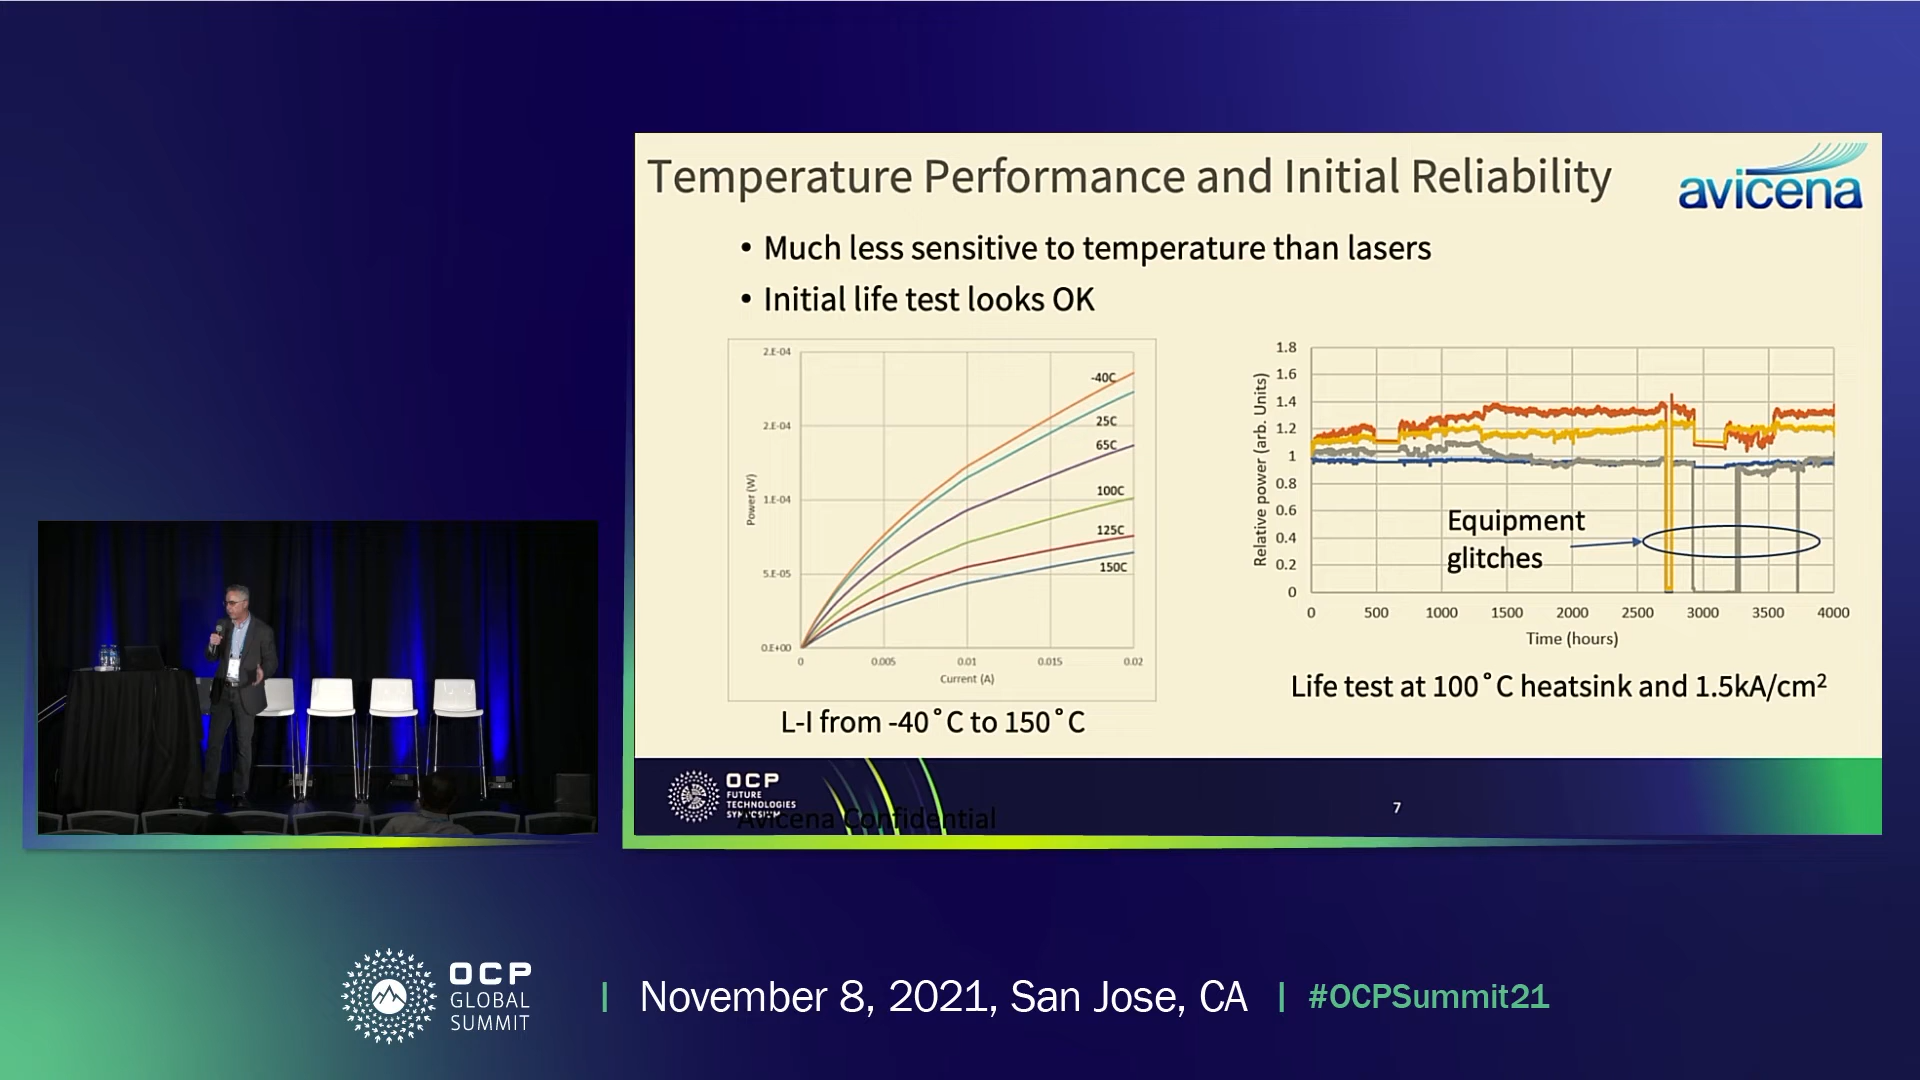 Temperature Performance and Initial Reliability
avicena
• Much less sensitive to temperature than lasers
• Initial life test looks OK
2.E-04
2.E-04
1.E-04
5.E-05
0.E+00
Power (W)
-40C
25C
65C
100C
125C
150C
0 0.005 0.01 0.015 0.02
Current (A)
L-I from -40˚C to 150˚C
1.8
1.6
1.4
1.2
1
0.8
0.6
0.4
0.2
0
Relative power (arb. Units)
Equipment
glitches
0 500 1000 1500 2000 2500 3000 3500 4000
Time (hours)
Life test at 100˚C heatsink and 1.5kA/cm²
OCP
FUTURE
TECHNOLOGIES
SYMPOSIUM
Avicena Confidential
7
OCP
GLOBAL
SUMMIT
| November 8, 2021, San Jose, CA | #OCPSummit21